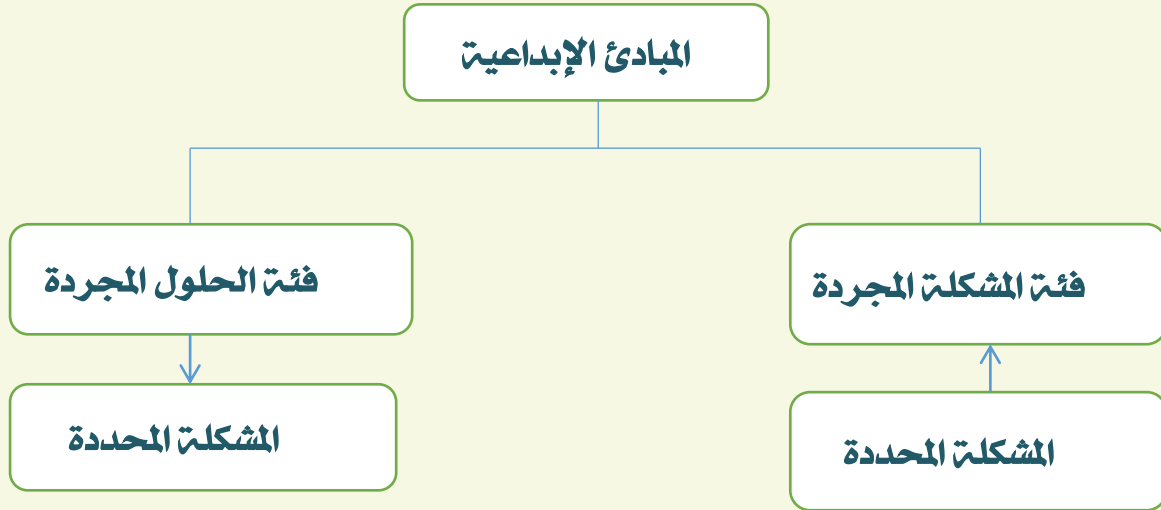 المبادئ الإبداعية
فئة المشكلة المجردة
فئة الحلول المجردة
المشكلة المحددة
المشكلة المحددة